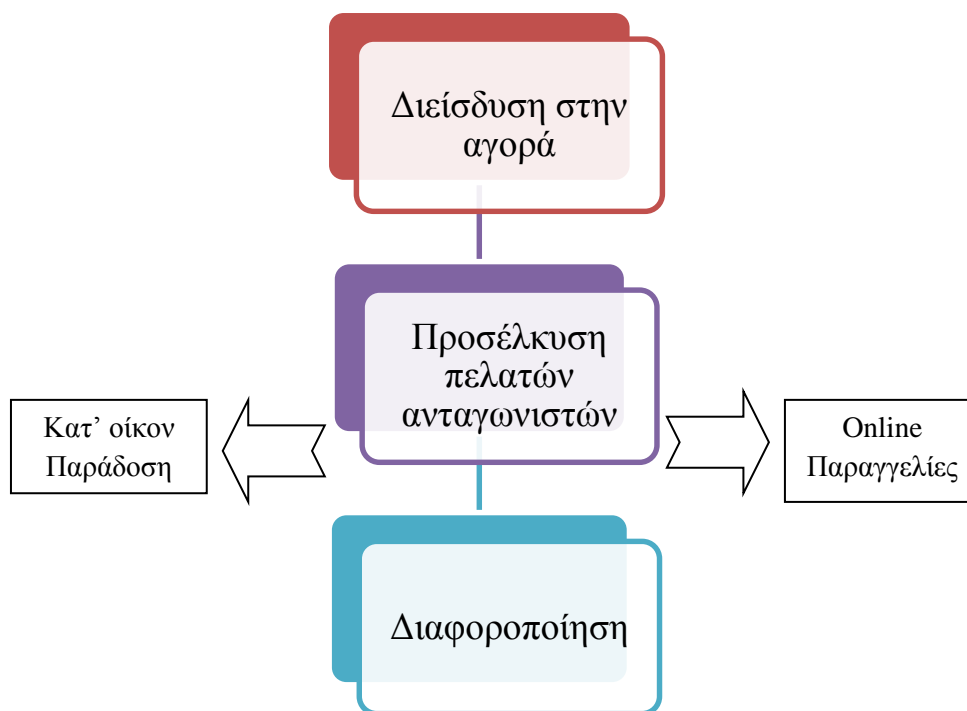 Διείσδυση στην
αγορά
Προσέλκυση
πελατών
ανταγωνιστών
Κατ’ οίκον
Παράδοση
Online
Παραγγελίες
Διαφοροποίηση